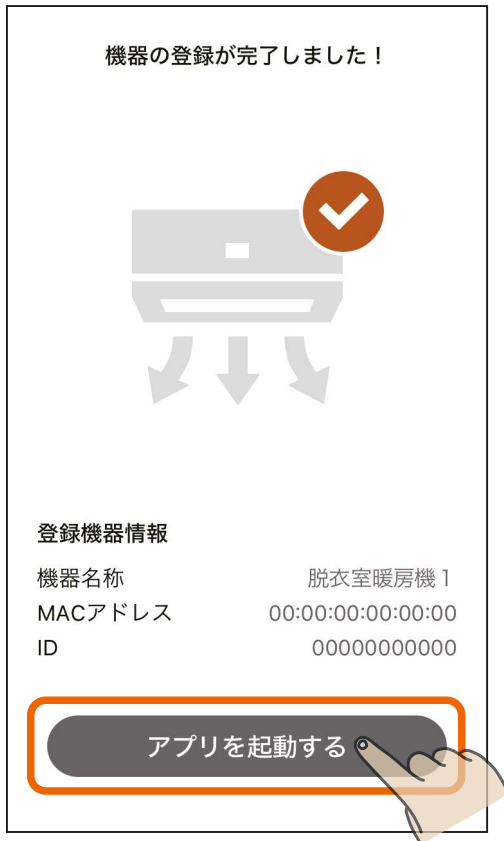 機器の登録が完了しました！
登録機器情報
機器名称 脱衣室暖房機1
MACアドレス 00:00:00:00:00:00
ID 00000000000
アプリを起動する